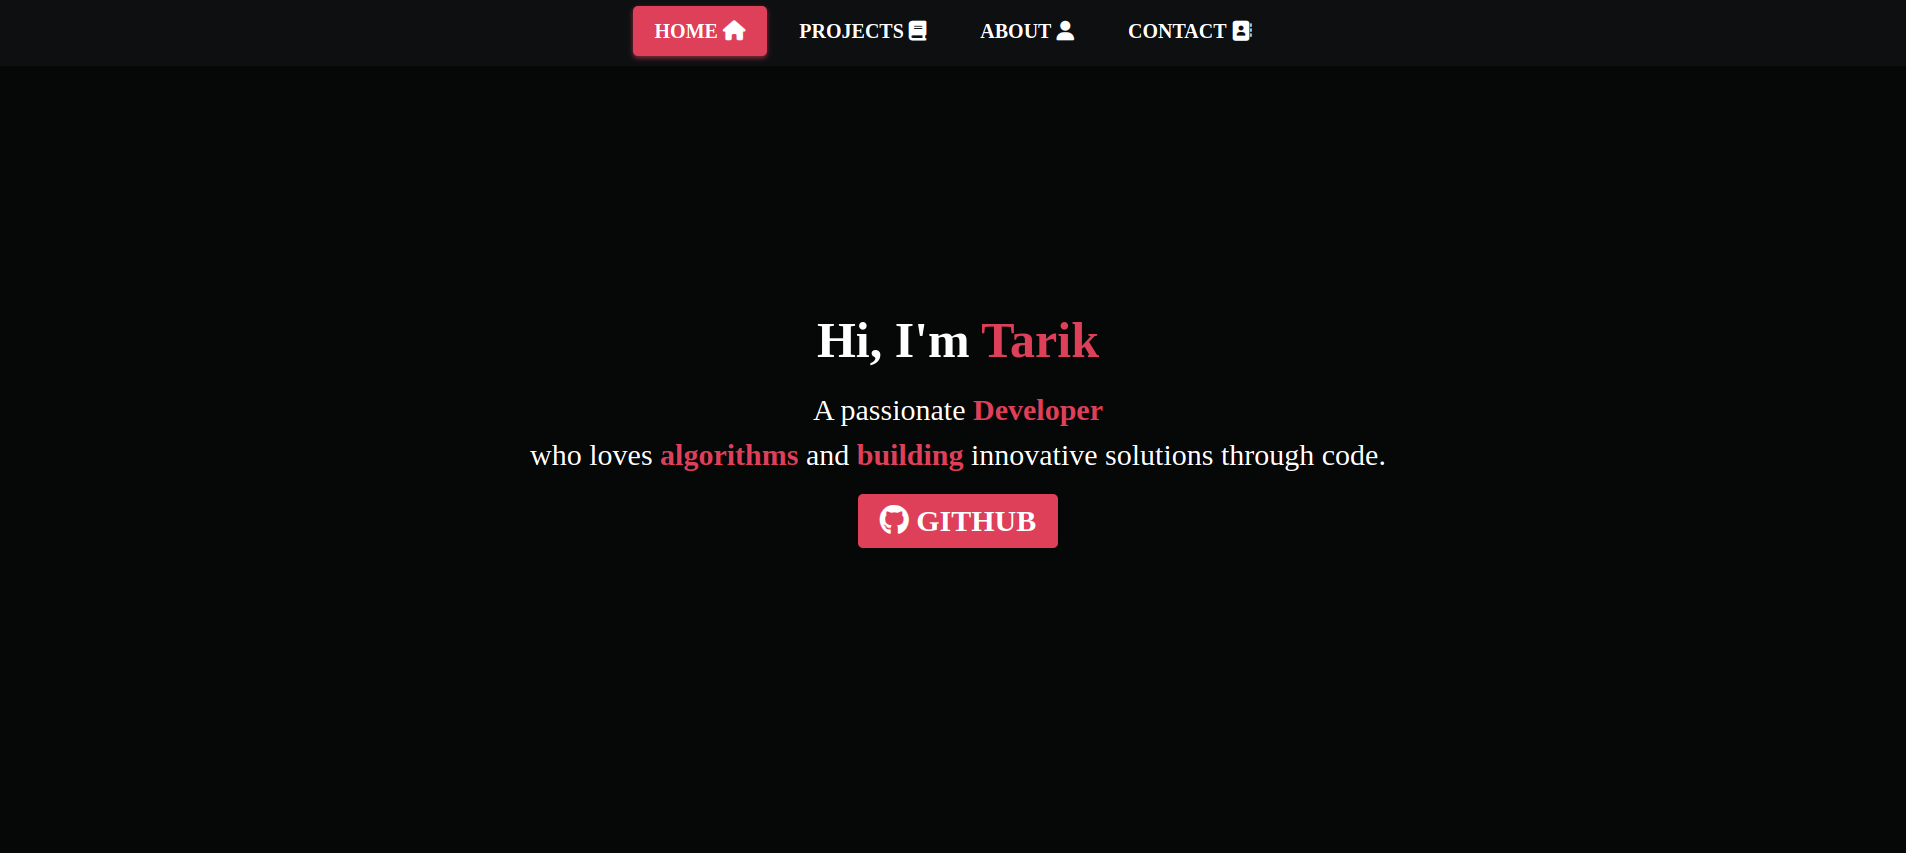 HOME PROJECTS ABOUT CONTACT
Hi, I'm Tarik
A passionate Developer
who loves algorithms and building innovative solutions through code.
GITHUB